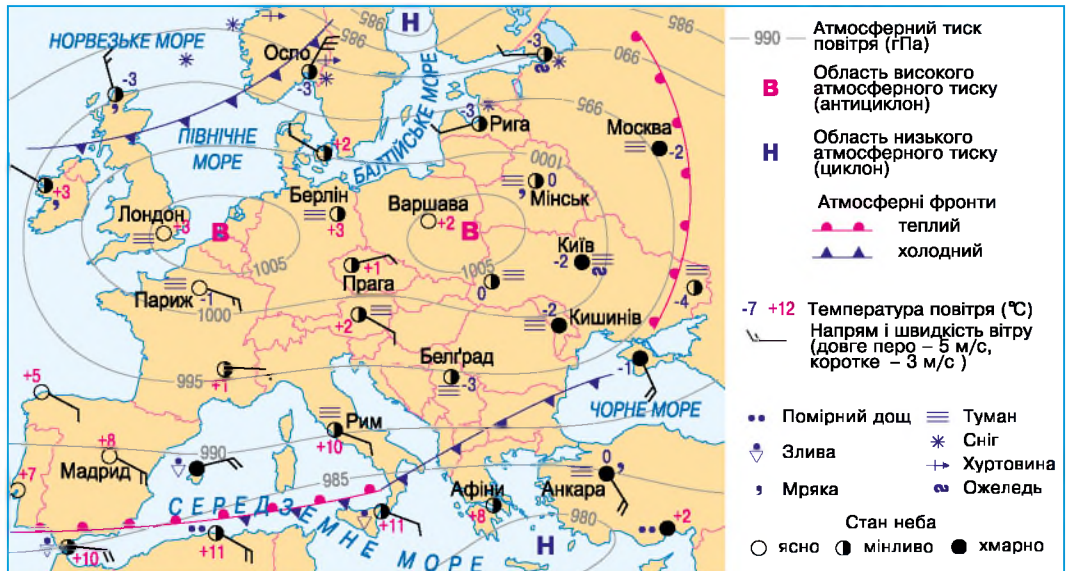 985
Н
985
НОРВЕЗЬКЕ МОРЕ
Осло
-3
-3
990
-3
БАЛТІЙСЬКЕ МОРЕ
995
-3
Рига
Москва
-2
ПІВНІЧНЕ
МОРЕ
+2
1000
+3
Лондон
+3
В
Берлін
+3
Варшава
+2
В
0
Мінськ
1005
1005
Київ
-2
+1
Прага
0
Париж
-1
1000
+2
-2
Кишинів
-4
Белґрад
-3
995
+1
-1
ЧОРНЕ МОРЕ
+5
+8
Мадрид
+7
990
Рим
+10
985
0
Анкара
Афіни
+8
+2
980
Н
СЕРЕДЗЕМНЕ МОРЕ
+11
+11
+10
990
Атмосферний тиск
повітря (гПа)
В
Область високого
атмосферного тиску
(антициклон)
Н
Область низького
атмосферного тиску
(циклон)
Атмосферні фронти
теплий
холодний
-7 +12 Температура повітря (°С)
Напрям і швидкість вітру
(довге перо – 5 м/с,
коротке – 3 м/с )
Помірний дощ
Туман
Злива
Сніг
Хуртовина
Мряка
Ожеледь
Стан неба
ясно
мінливо
хмарно